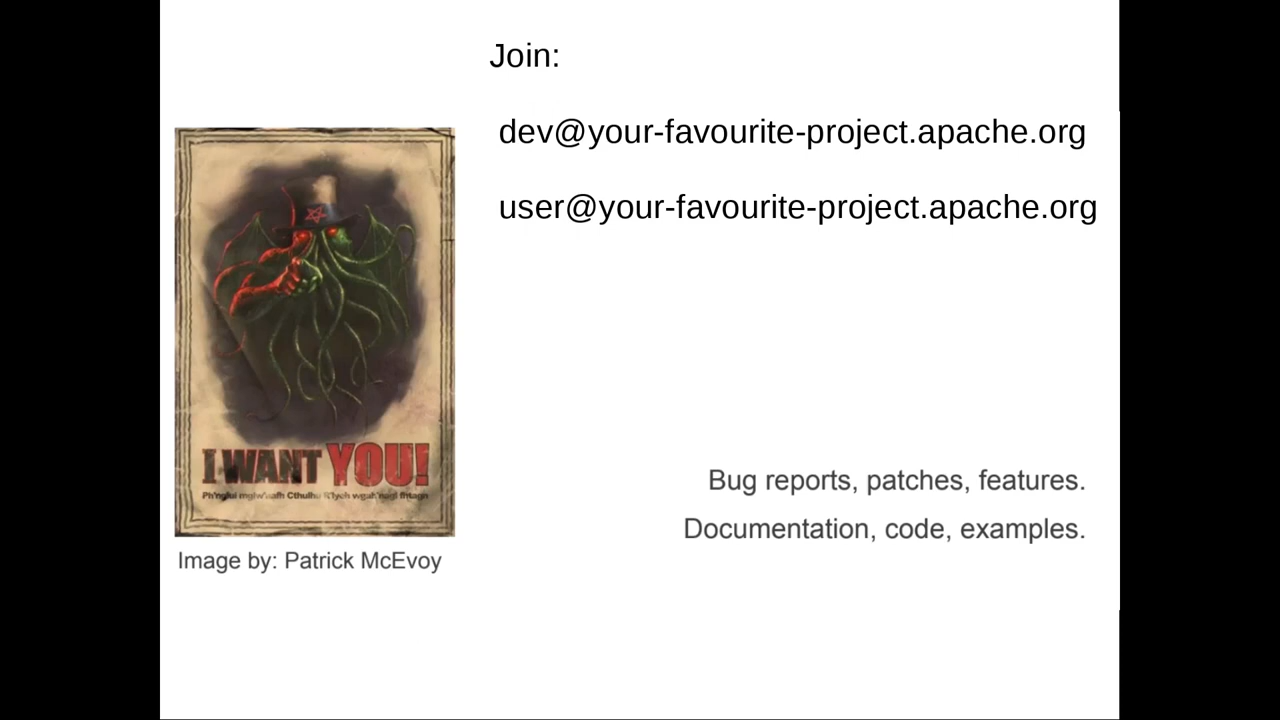 Join:
dev@your-favourite-project.apache.org
user@your-favourite-project.apache.org
I WANT YOU!
Cthulhu
Bug reports, patches, features.
Documentation, code, examples.
Image by: Patrick McEvoy